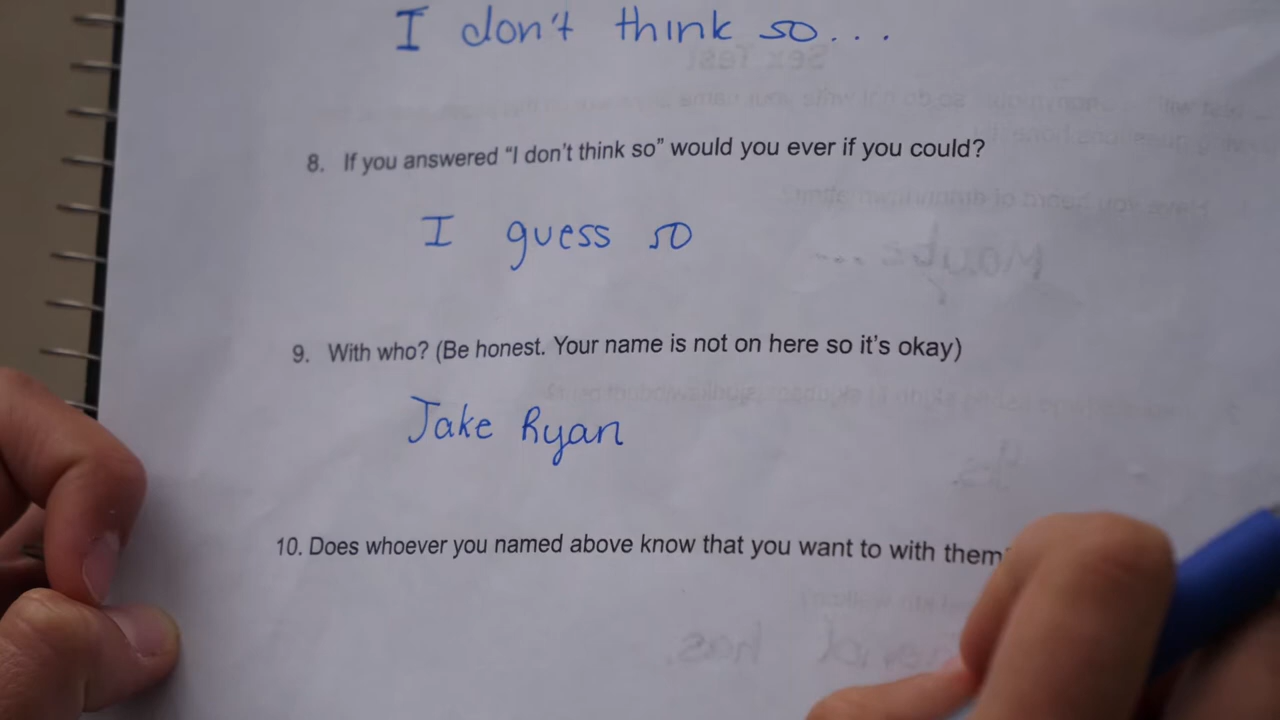 I don't think so...
8. If you answered "I don't think so" would you ever if you could?
I guess so
9. With who? (Be honest. Your name is not on here so it's okay)
Jake Ryan
10. Does whoever you named above know that you want to with them